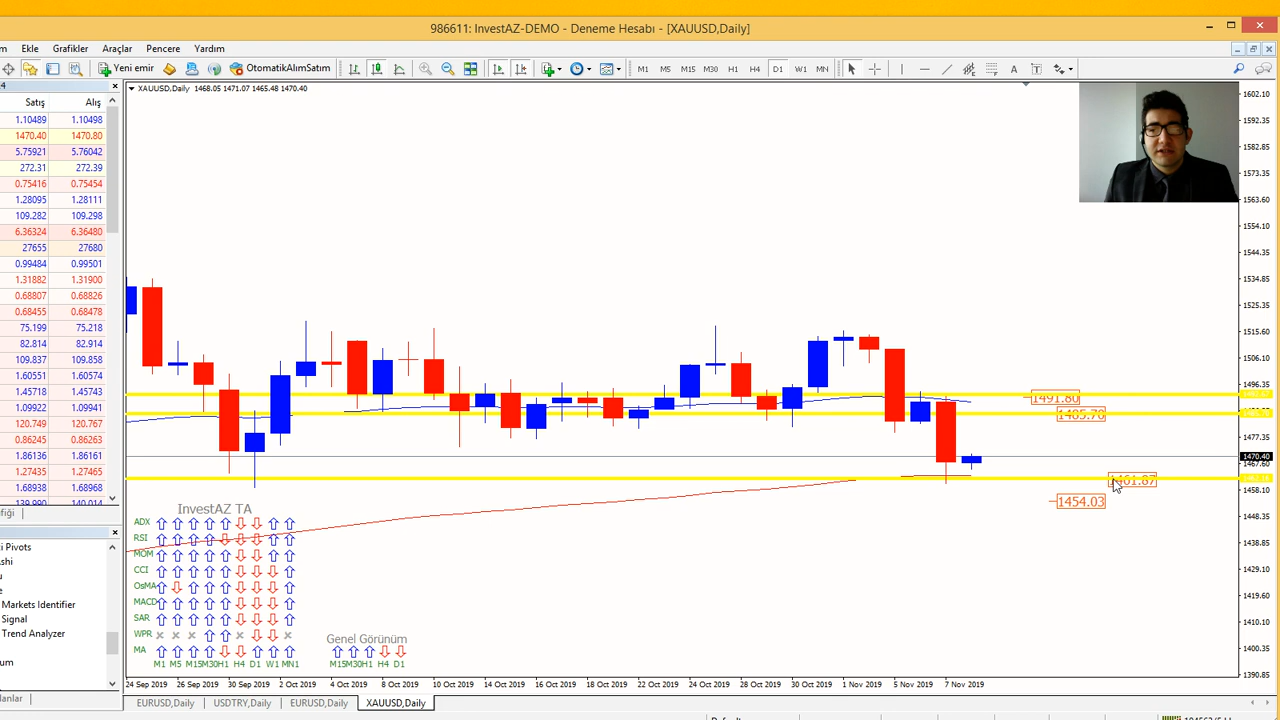 986611: InvestAZ-DEMO - Deneme Hesabı - [XAUUSD,Daily]
Ekle Grafikler Araçlar Pencere Yardım
Yeni emir OtomatikAlımSatım M1 M5 M15 M30 H1 H4 D1 W1 MN
XAUUSD,Daily 1468.05 1471.07 1465.48 1470.40
Satış Alış
1.10489 1.10498
1470.40 1470.80
5.75921 5.76042
272.31 272.39
0.75416 0.75454
1.28095 1.28111
109.282 109.298
6.36324 6.36480
27655 27680
0.99484 0.99501
1.31882 1.31900
0.68807 0.68826
0.68455 0.68478
75.199 75.218
82.814 82.914
109.837 109.858
1.60551 1.60574
1.45718 1.45743
1.09922 1.09941
120.749 120.767
0.86245 0.86263
1.86136 1.86161
1.27435 1.27465
1.68938 1.68968
139.990 140.014
1602.10
1592.35
1582.85
1573.35
1563.60
1554.10
1544.35
1534.85
1525.35
1515.60
1506.10
1496.35
1477.35
1470.40
1467.60
1458.10
1448.35
1438.85
1429.10
1419.60
1409.85
1400.35
1390.85
1491.80
1485.70
1461.87
1454.03
InvestAZ TA
ADX
RSI
MOM
CCI
OsMA
MACD
SAR
WPR
MA
M1 M5 M15 M30 H1 H4 D1 W1 MN1
Genel Görünüm
M15 M30 H1 H4 D1
24 Sep 2019 26 Sep 2019 30 Sep 2019 2 Oct 2019 4 Oct 2019 8 Oct 2019 10 Oct 2019 14 Oct 2019 16 Oct 2019 18 Oct 2019 22 Oct 2019 24 Oct 2019 28 Oct 2019 30 Oct 2019 1 Nov 2019 5 Nov 2019 7 Nov 2019
Markets Identifier
Signal
Trend Analyzer
EURUSD,Daily USDTRY,Daily EURUSD,Daily XAUUSD,Daily